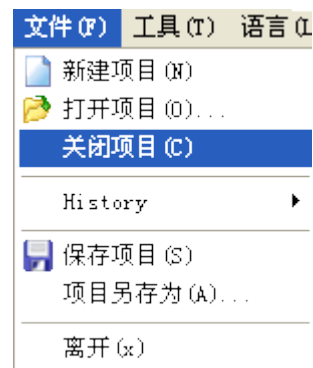 文件(F) 工具(T) 语言(L
新建项目(N)
打开项目(O)...
关闭项目(C)
History
保存项目(S)
项目另存为(A)...
离开(x)